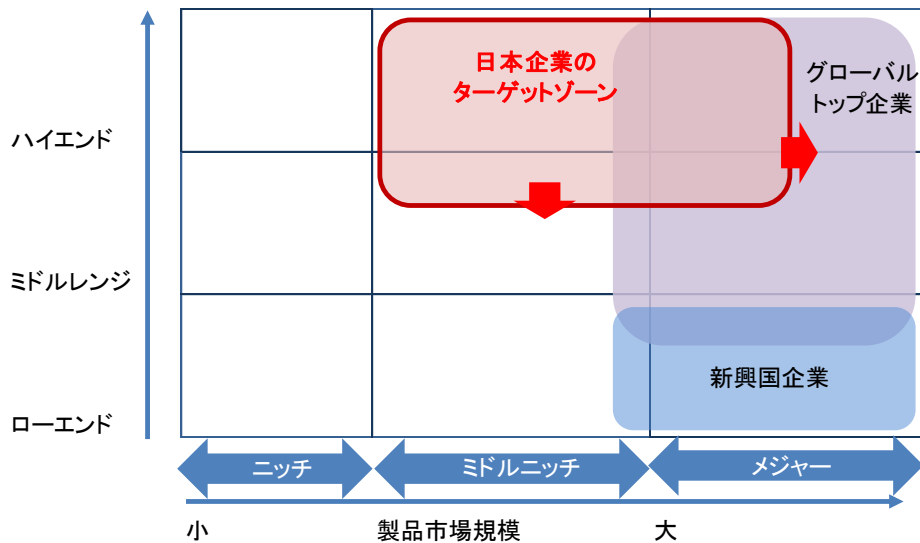 日本企業の
ターゲットゾーン
グローバル
トップ企業
ハイエンド
ミドルレンジ
新興国企業
ローエンド
ニッチ
ミドルニッチ
メジャー
小
製品市場規模
大